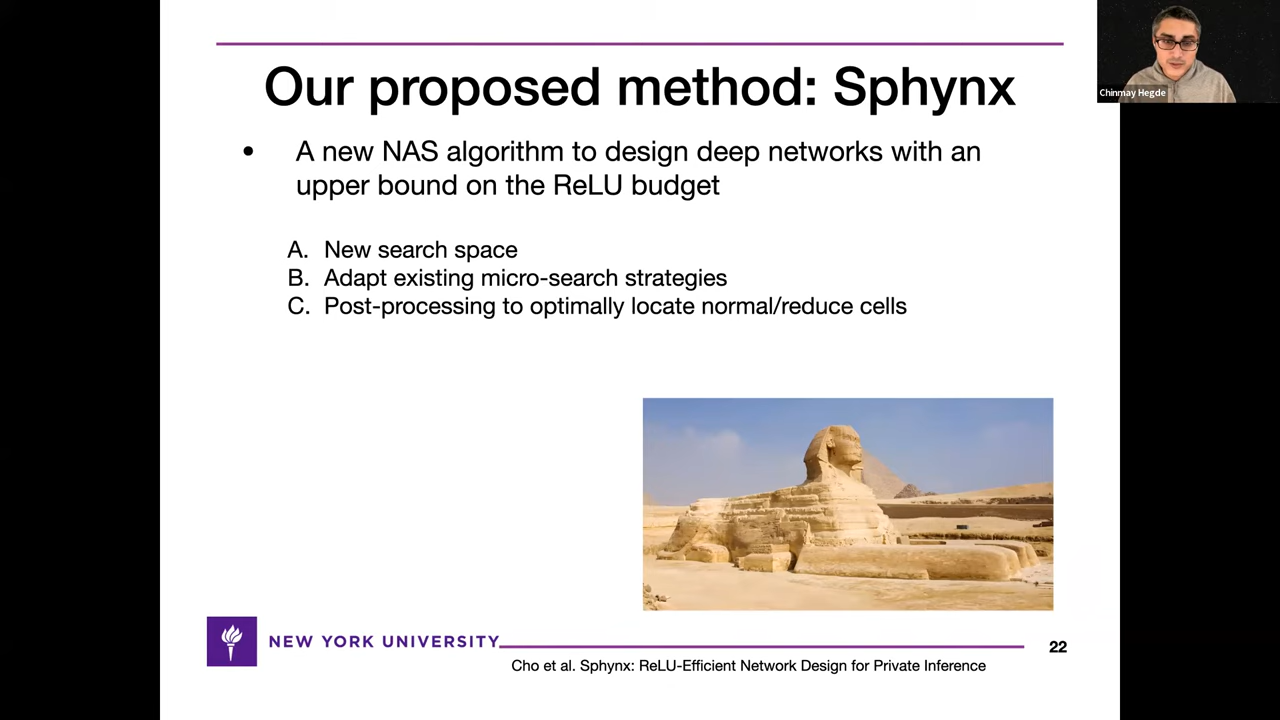 Our proposed method: Sphynx
Chinmay Hegde
• A new NAS algorithm to design deep networks with an
upper bound on the ReLU budget
A. New search space
B. Adapt existing micro-search strategies
C. Post-processing to optimally locate normal/reduce cells
NEW YORK UNIVERSITY
22
Cho et al. Sphynx: ReLU-Efficient Network Design for Private Inference